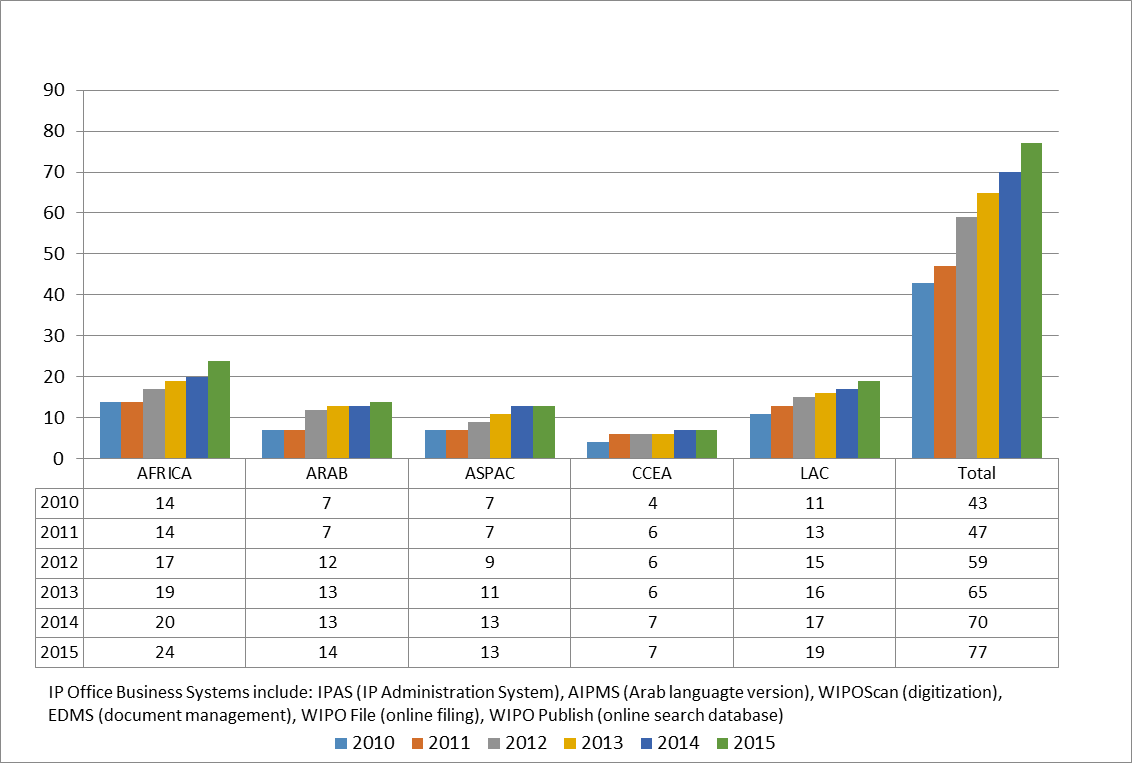 90
80
70
60
50
40
30
20
10
0
AFRICA ARAB ASPAC CCEA LAC Total
2010 14 7 7 4 11 43
2011 14 7 7 6 13 47
2012 17 12 9 6 15 59
2013 19 13 11 6 16 65
2014 20 13 13 7 17 70
2015 24 14 13 7 19 77
IP Office Business Systems include: IPAS (IP Administration System), AIPMS (Arab languagte version), WIPOScan (digitization),
EDMS (document management), WIPO File (online filing), WIPO Publish (online search database)
2010 2011 2012 2013 2014 2015